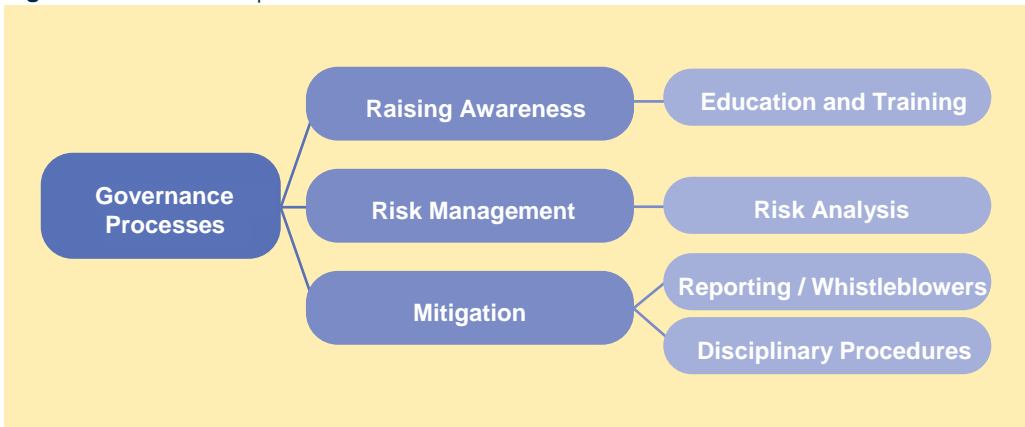 Raising Awareness
Education and Training
Governance
Processes
Risk Management
Risk Analysis
Mitigation
Reporting / Whistleblowers
Disciplinary Procedures